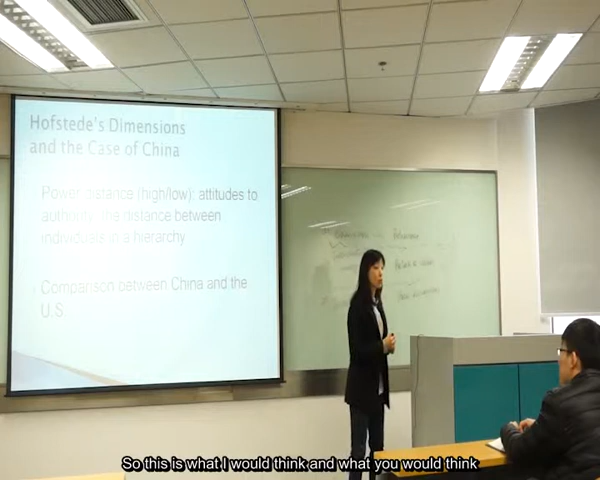 Hofstede's Dimensions
and the Case of China
Power distance (high/low): attitudes to
authority, the distance between
individuals in a hierarchy
Comparison between China and the
U.S.
So this is what I would think and what you would think